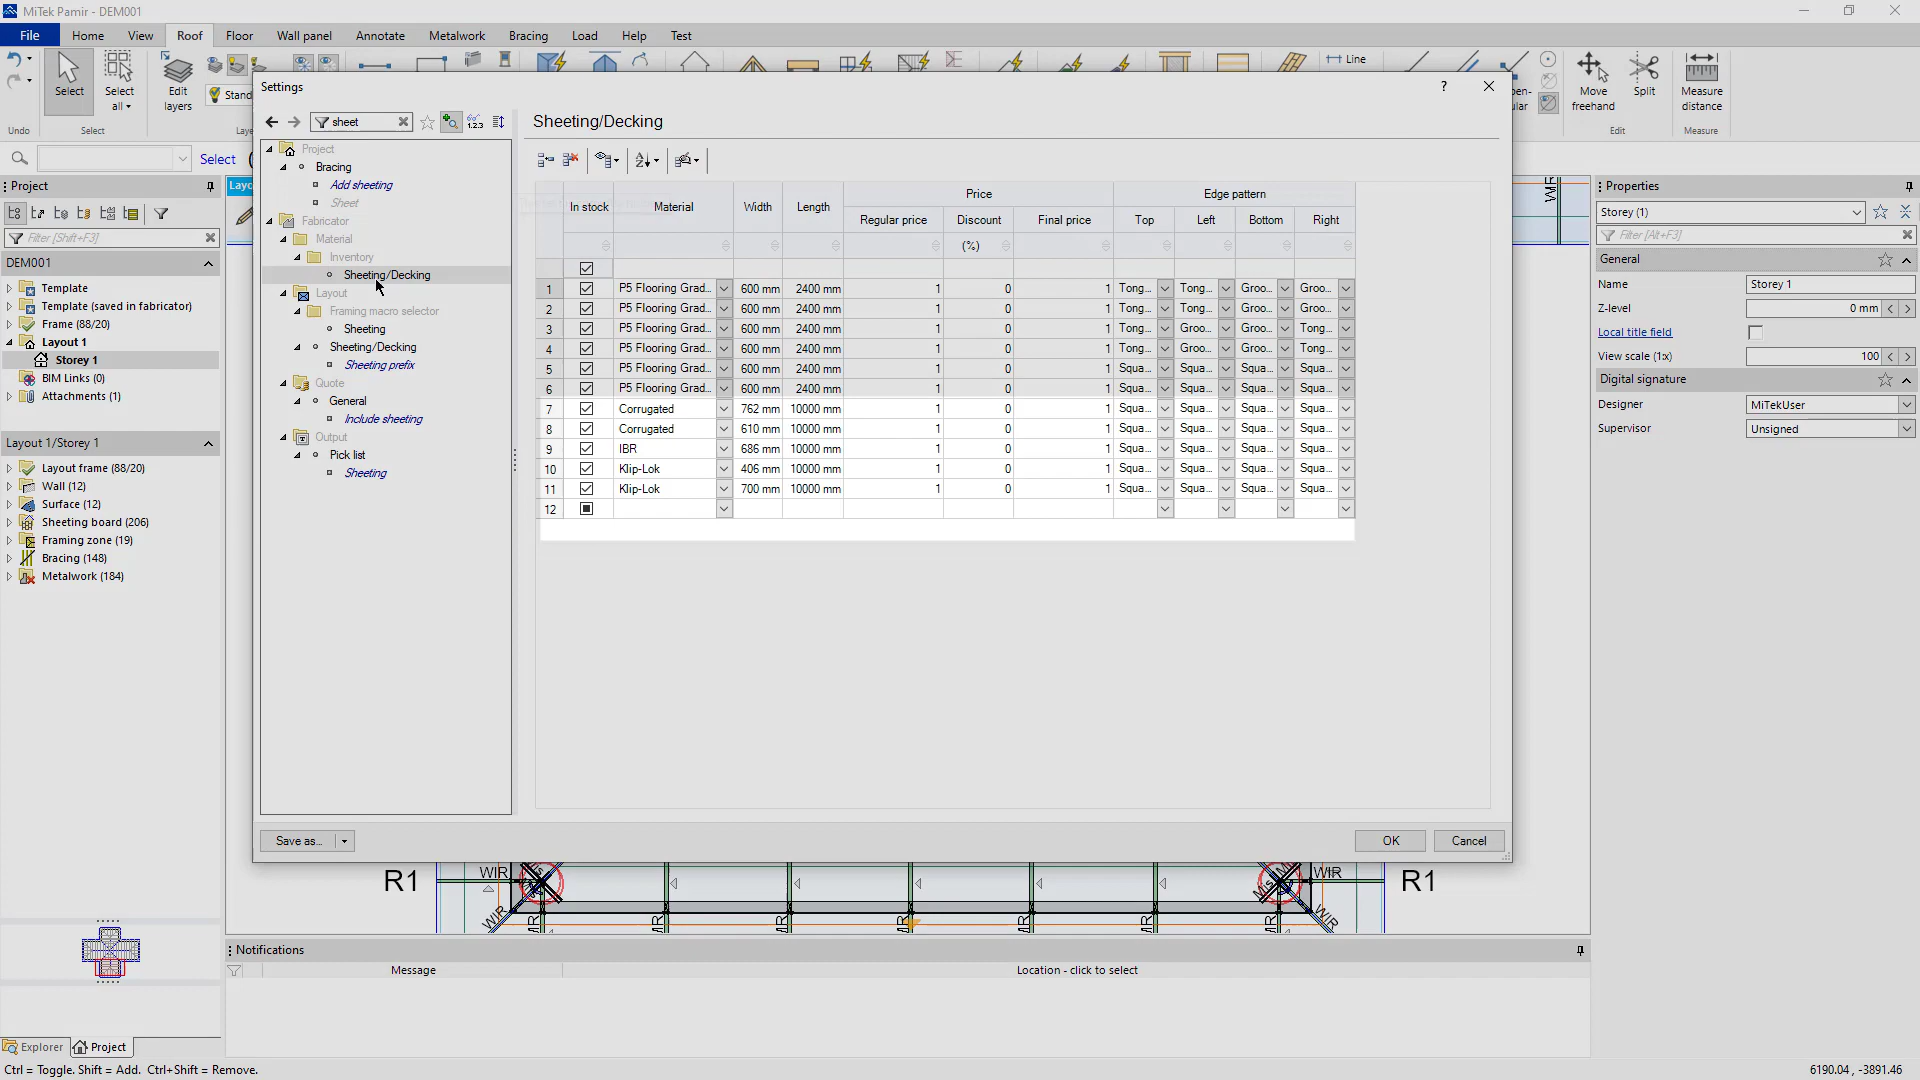 MiTek Pamir - DEM001
File Home View Roof Floor Wall panel Annotate Metalwork Bracing Load Help Test
Select Select all Edit layers Stand Line Move freehand Split Measure distance
Undo Select Edit Measure
Select
Settings
sheet
1.2.3
Project
Bracing
Add sheeting
Sheet
Fabricator
Material
Inventory
Sheeting/Decking
Layout
Framing macro selector
Sheeting
Sheeting/Decking
Sheeting prefix
Quote
General
Include sheeting
Output
Pick list
Sheeting
Save as...
Sheeting/Decking
In stock Material Width Length Price Edge pattern
Regular price Discount Final price Top Left Bottom Right
(%)
1 P5 Flooring Grad... 600 mm 2400 mm 1 0 1 Tong... Tong... Groo... Groo...
2 P5 Flooring Grad... 600 mm 2400 mm 1 0 1 Tong... Tong... Groo... Groo...
3 P5 Flooring Grad... 600 mm 2400 mm 1 0 1 Tong... Groo... Groo... Tong...
4 P5 Flooring Grad... 600 mm 2400 mm 1 0 1 Tong... Groo... Groo... Tong...
5 P5 Flooring Grad... 600 mm 2400 mm 1 0 1 Squa... Squa... Squa... Squa...
6 P5 Flooring Grad... 600 mm 2400 mm 1 0 1 Squa... Squa... Squa... Squa...
7 Corrugated 762 mm 10000 mm 1 0 1 Squa... Squa... Squa... Squa...
8 Corrugated 610 mm 10000 mm 1 0 1 Squa... Squa... Squa... Squa...
9 IBR 686 mm 10000 mm 1 0 1 Squa... Squa... Squa... Squa...
10 Klip-Lok 406 mm 10000 mm 1 0 1 Squa... Squa... Squa... Squa...
11 Klip-Lok 700 mm 10000 mm 1 0 1 Squa... Squa... Squa... Squa...
12
OK Cancel
Project
Filter [Shift+F3]
DEM001
Template
Template (saved in fabricator)
Frame (88/20)
Layout 1
Storey 1
BIM Links (0)
Attachments (1)
Layout 1/Storey 1
Layout frame (88/20)
Wall (12)
Surface (12)
Sheeting board (206)
Framing zone (19)
Bracing (148)
Metalwork (184)
Explorer Project
Properties
Storey (1)
Filter [Alt+F3]
General
Name Storey 1
Z-level 0 mm
Local title field
View scale (1:x) 100
Digital signature
Designer MiTekUser
Supervisor Unsigned
R1 WIR WIR R1
WIR WIR
Notifications
Message Location - click to select
Ctrl = Toggle. Shift = Add. Ctrl+Shift = Remove.
6190.04 , -3891.46